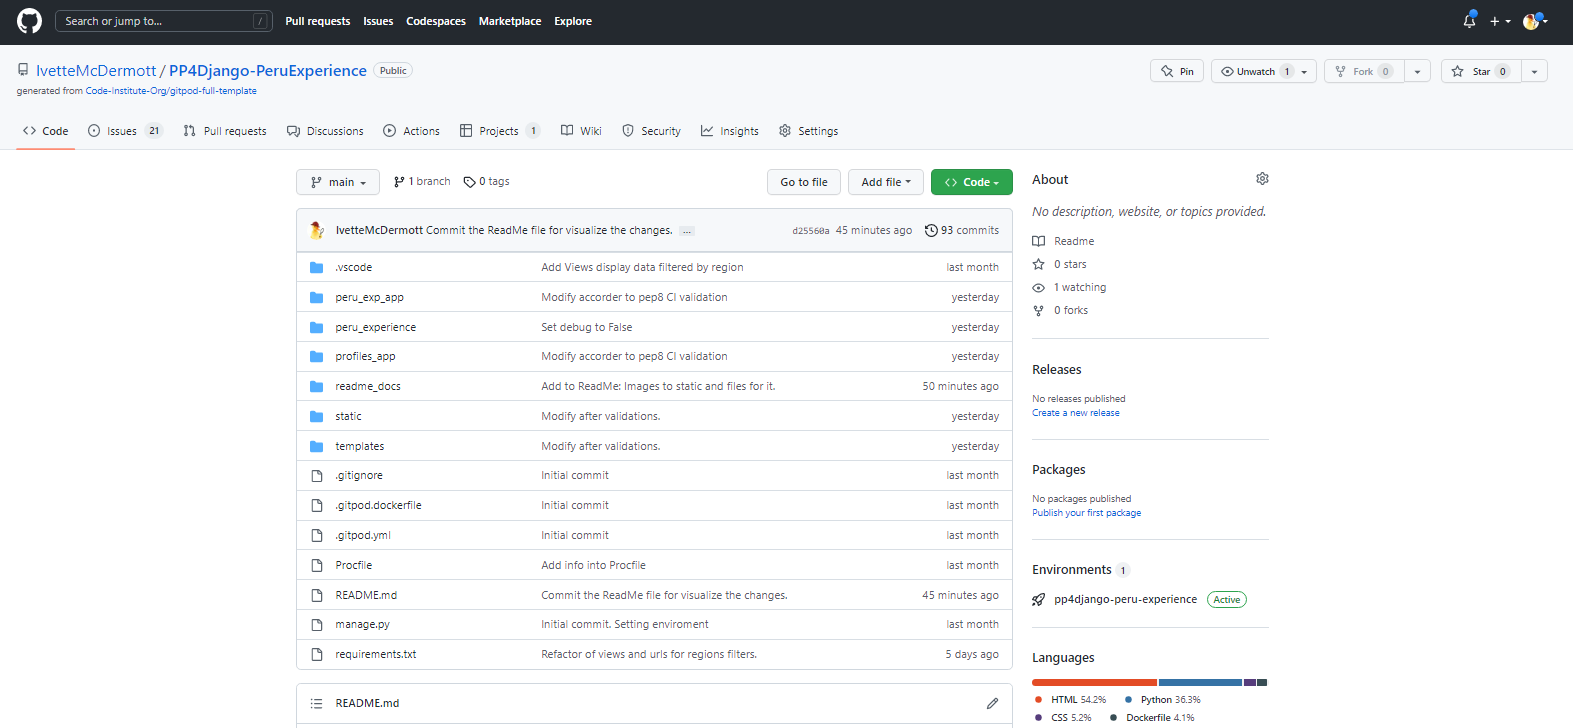 Search or jump to... /
Pull requests Issues Codespaces Marketplace Explore
IvetteMcDermott / PP4Django-PeruExperience Public
Pin Unwatch 1 Fork 0 Star 0
generated from Code-Institute-Org/gitpod-full-template
Code Issues 21 Pull requests Discussions Actions Projects 1 Wiki Security Insights Settings
main 1 branch 0 tags Go to file Add file Code
IvetteMcDermott Commit the ReadMe file for visualize the changes. ... d25560a 45 minutes ago 93 commits
.vscode Add Views display data filtered by region last month
peru_exp_app Modify accorder to pep8 CI validation yesterday
peru_experience Set debug to False yesterday
profiles_app Modify accorder to pep8 CI validation yesterday
readme_docs Add to ReadMe: Images to static and files for it. 50 minutes ago
static Modify after validations. yesterday
templates Modify after validations. yesterday
.gitignore Initial commit last month
.gitpod.dockerfile Initial commit last month
.gitpod.yml Initial commit last month
Procfile Add info into Procfile last month
README.md Commit the ReadMe file for visualize the changes. 45 minutes ago
manage.py Initial commit. Setting enviroment last month
requirements.txt Refactor of views and urls for regions filters. 5 days ago
README.md
About
No description, website, or topics provided.
Readme
0 stars
1 watching
0 forks
Releases
No releases published
Create a new release
Packages
No packages published
Publish your first package
Environments 1
pp4django-peru-experience Active
Languages
HTML 54.2% Python 36.3%
CSS 5.2% Dockerfile 4.1%